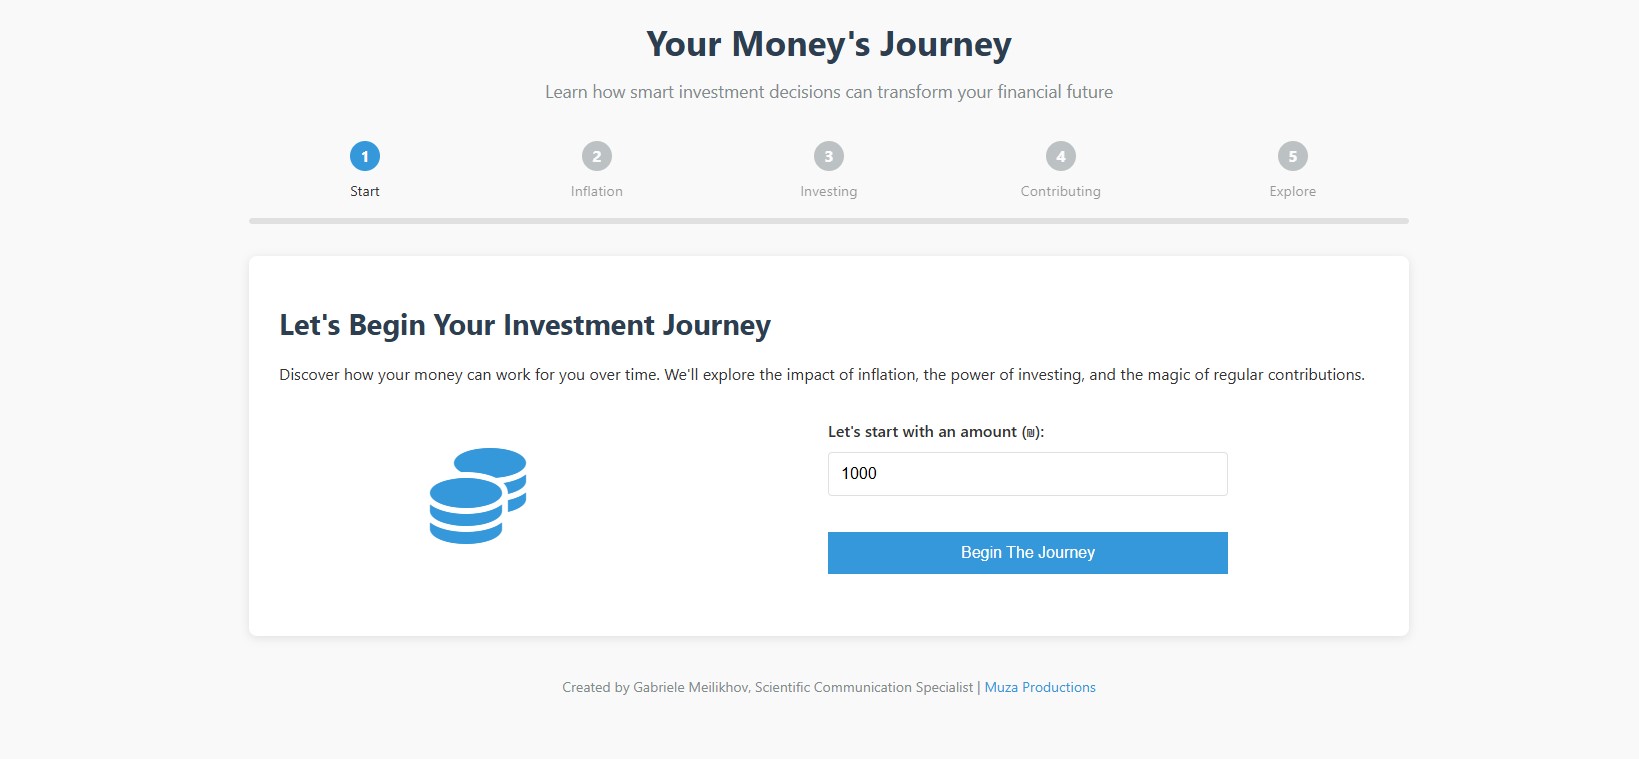 Your Money's Journey
Learn how smart investment decisions can transform your financial future
1
Start
2
Inflation
3
Investing
4
Contributing
5
Explore
Let's Begin Your Investment Journey
Discover how your money can work for you over time. We'll explore the impact of inflation, the power of investing, and the magic of regular contributions.
Let's start with an amount (₪):
1000
Begin The Journey
Created by Gabriele Meilikhov, Scientific Communication Specialist | Muza Productions